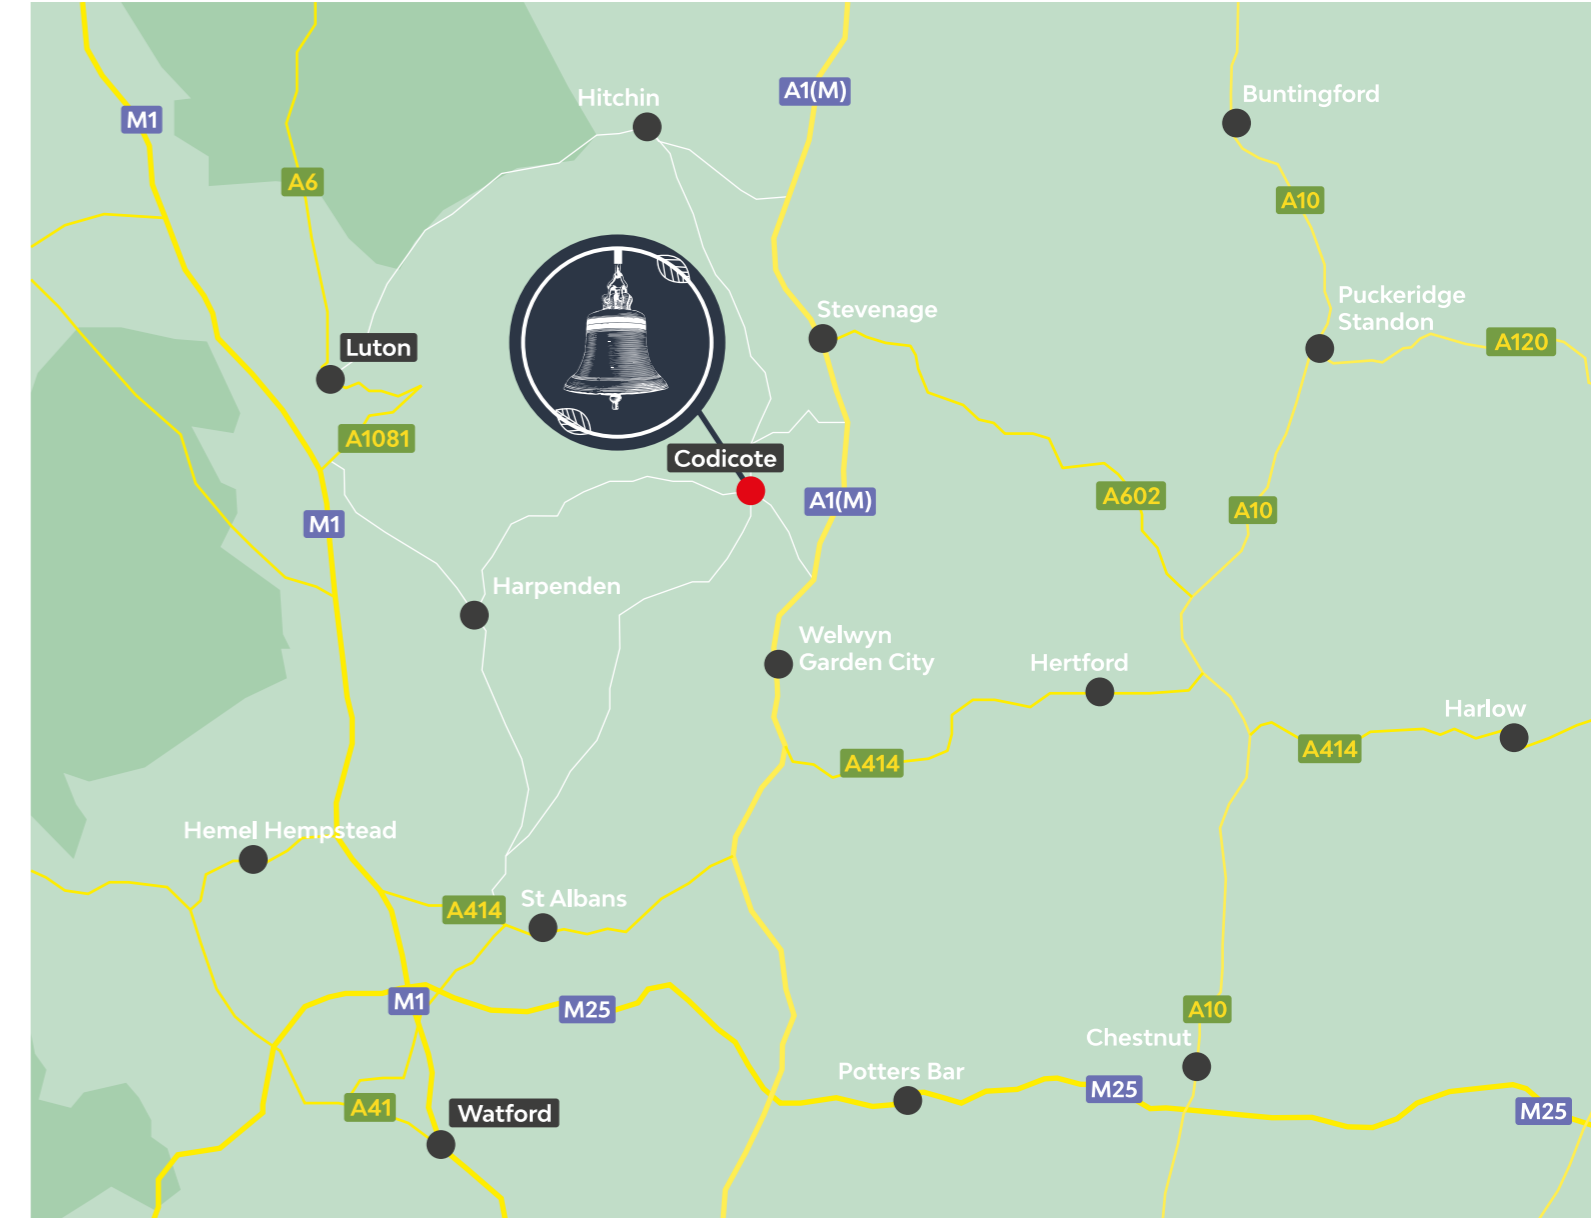 A1(M)
Hitchin
Buntingford
M1
A6
A10
Puckeridge
Standon
Stevenage
A120
Luton
A1081
Codicote
A602
A1(M)
A10
M1
Harpenden
Welwyn
Garden City
Hertford
Harlow
A414
A414
Hemel Hempstead
St Albans
A414
M1
M25
A10
Chestnut
Potters Bar
M25
A41
Watford
M25